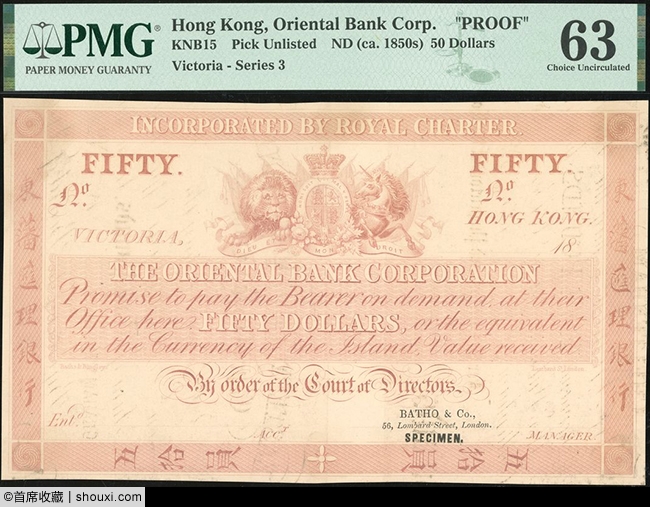 PMG
PAPER MONEY GUARANTY
Hong Kong, Oriental Bank Corp. "PROOF"
KNB15 Pick Unlisted ND (ca. 1850s) 50 Dollars
Victoria - Series 3
63
Choice Uncirculated
INCORPORATED BY ROYAL CHARTER.
FIFTY. FIFTY.
No. No.
VICTORIA, HONG KONG.
18
DIEU ET MON DROIT
THE ORIENTAL BANK CORPORATION
Promise to pay the Bearer on demand, at their
Office here FIFTY DOLLARS, or the equivalent
in the Currency of the Island, Value received
By order of the Court of Directors.
BATHO & Co.,
56, Lombard Street, London.
SPECIMEN.
Entd. Acct. MANAGER.
東藩匯理銀行
東藩匯理銀行
五拾員 員拾五
©首席收藏 | shouxi.com